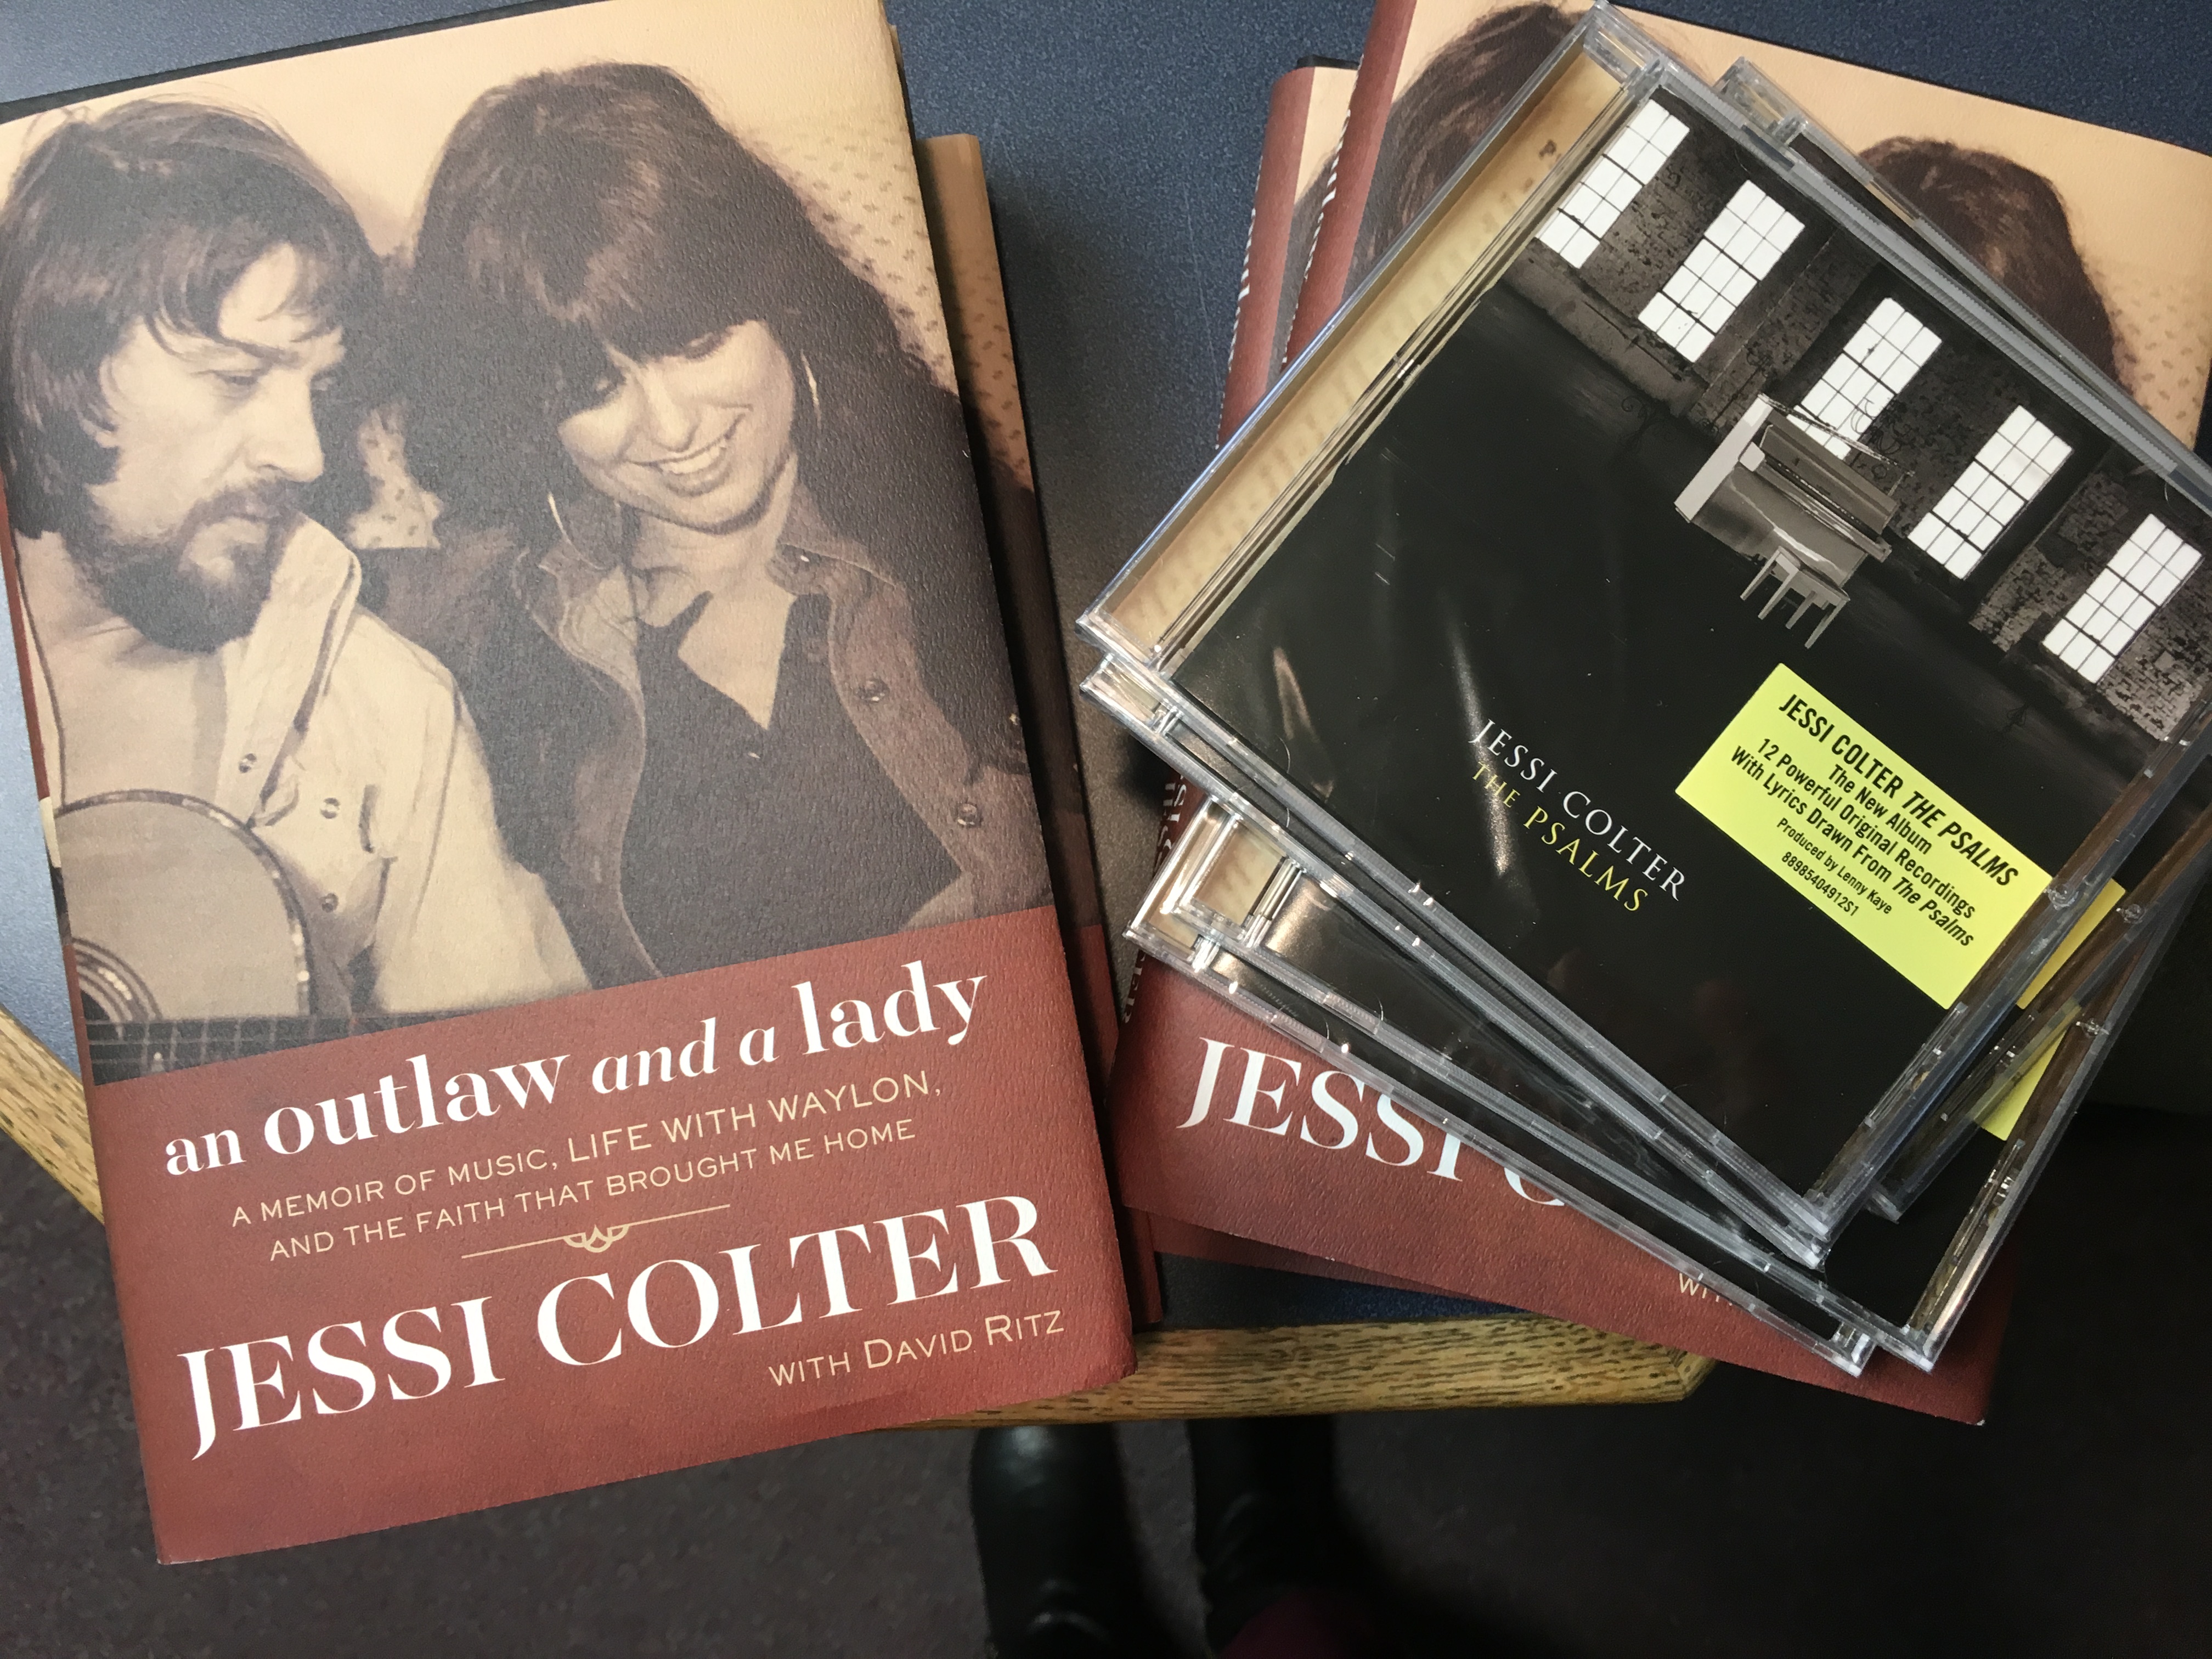 an outlaw and a lady
A MEMOIR OF MUSIC, LIFE WITH WAYLON,
AND THE FAITH THAT BROUGHT ME HOME
JESSI COLTER
WITH DAVID RITZ
JESSI COLTER
THE PSALMS
JESSI COLTER THE PSALMS
The New Album
12 Powerful Original Recordings
With Lyrics Drawn From The Psalms
Produced by Lenny Kaye
88985404912S1
JESSI C